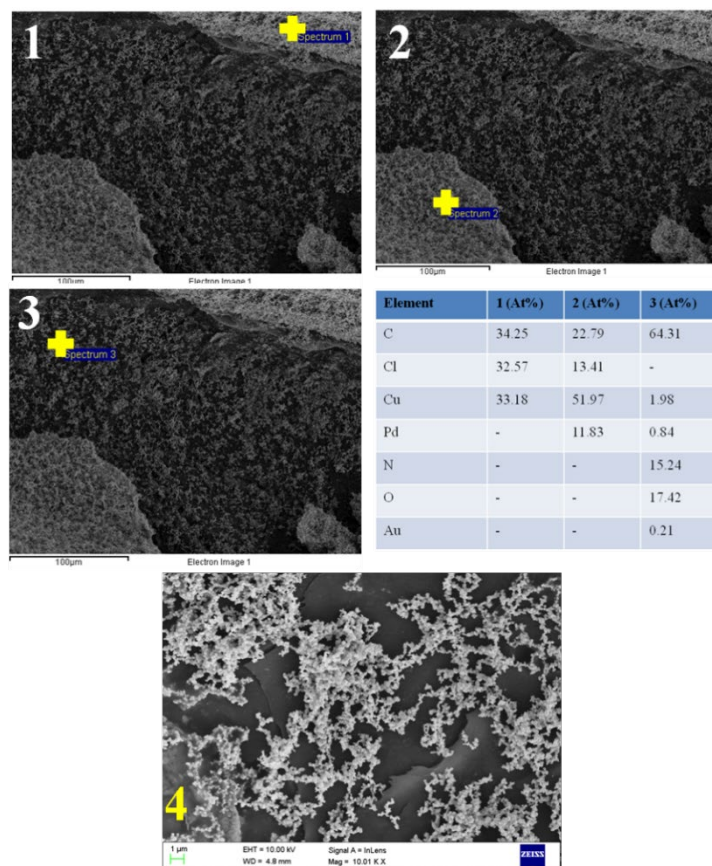 1
Spectrum 1
100µm
Electron Image 1
2
Spectrum 2
100µm
Electron Image 1
3
Spectrum 3
100µm
Electron Image 1
Element 1 (At%) 2 (At%) 3 (At%)
C 34.25 22.79 64.31
Cl 32.57 13.41 -
Cu 33.18 51.97 1.98
Pd - 11.83 0.84
N - - 15.24
O - - 17.42
Au - - 0.21
4
1 µm
EHT = 10.00 kV Signal A = InLens
WD = 4.8 mm Mag = 10.01 K X
ZEISS